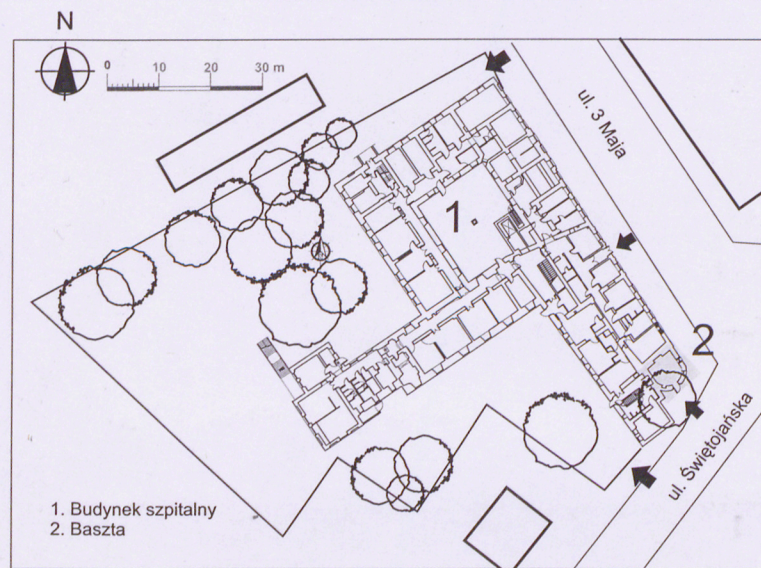 N
0 10 20 30 m
ul. 3 Maja
1
2
ul. Świętojańska
1. Budynek szpitalny
2. Baszta